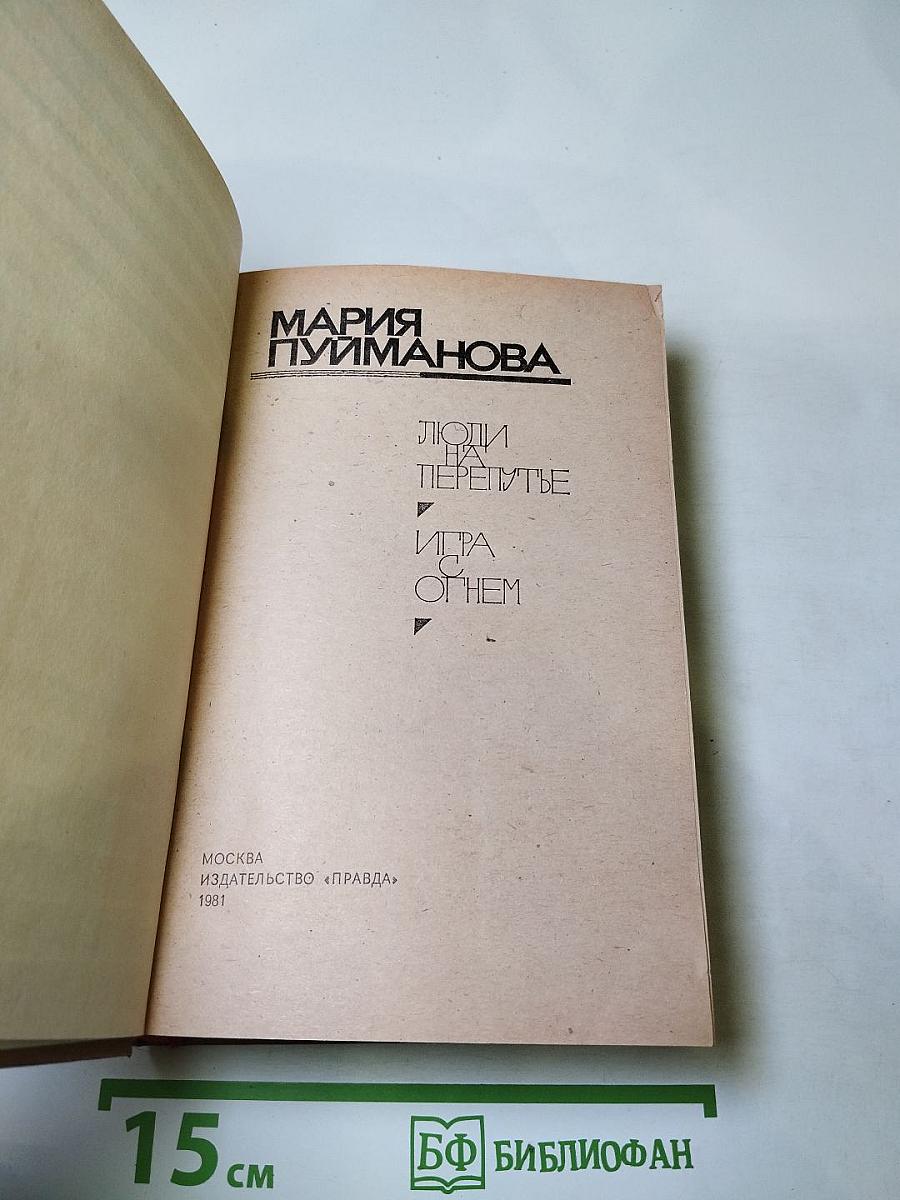 МАРИЯ
ПУЙМАНОВА
ЛЮДИ
НА
ПЕРЕПУТЬЕ
ИГРА
С
ОГНЕМ
МОСКВА
ИЗДАТЕЛЬСТВО «ПРАВДА»
1981
15 см
БФ БИБЛИОФАН